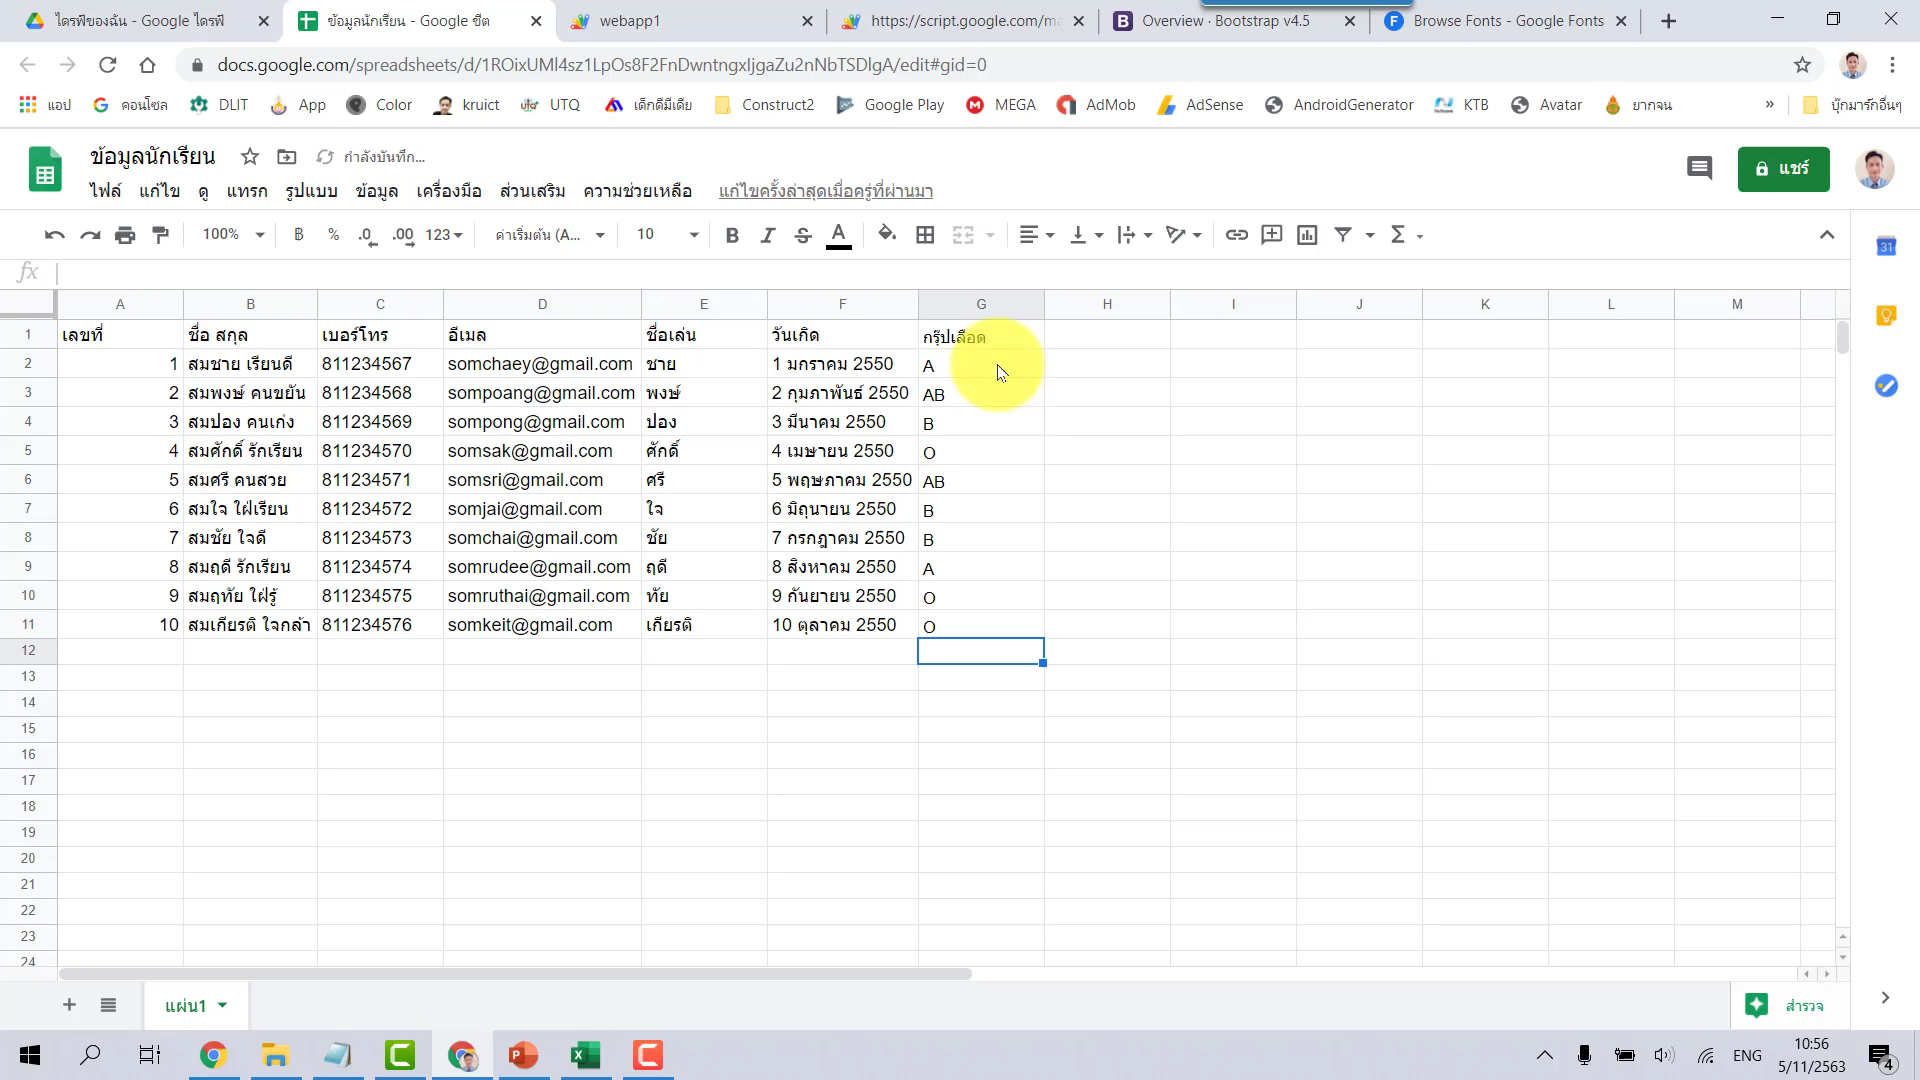 ไดรฟ์ของฉัน - Google ไดรฟ์
ข้อมูลนักเรียน - Google ชีต
webapp1
https://script.google.com/ma
Overview · Bootstrap v4.5
Browse Fonts - Google Fonts
docs.google.com/spreadsheets/d/1ROixUMl4sz1LpOs8F2FnDwntngxIjgaZu2nNbTSDlgA/edit#gid=0
แอป คอนโซล DLIT App Color kruict UTQ เด็กดีมีเดีย Construct2 Google Play MEGA AdMob AdSense AndroidGenerator KTB Avatar ยากจน » บุ๊กมาร์กอื่นๆ
ข้อมูลนักเรียน กำลังบันทึก...
แชร์
ไฟล์ แก้ไข ดู แทรก รูปแบบ ข้อมูล เครื่องมือ ส่วนเสริม ความช่วยเหลือ แก้ไขครั้งล่าสุดเมื่อครู่ที่ผ่านมา
100% ฿ % .0 .00 123 ค่าเริ่มต้น (A... 10 B I S A Σ
31
fx
A B C D E F G H I J K L M
1 เลขที่ ชื่อ สกุล เบอร์โทร อีเมล ชื่อเล่น วันเกิด กรุ๊ปเลือด
2 1 สมชาย เรียนดี 811234567 somchaey@gmail.com ชาย 1 มกราคม 2550 A
3 2 สมพงษ์ คนขยัน 811234568 sompoang@gmail.com พงษ์ 2 กุมภาพันธ์ 2550 AB
4 3 สมปอง คนเก่ง 811234569 sompong@gmail.com ปอง 3 มีนาคม 2550 B
5 4 สมศักดิ์ รักเรียน 811234570 somsak@gmail.com ศักดิ์ 4 เมษายน 2550 O
6 5 สมศรี คนสวย 811234571 somsri@gmail.com ศรี 5 พฤษภาคม 2550 AB
7 6 สมใจ ใฝ่เรียน 811234572 somjai@gmail.com ใจ 6 มิถุนายน 2550 B
8 7 สมชัย ใจดี 811234573 somchai@gmail.com ชัย 7 กรกฎาคม 2550 B
9 8 สมฤดี รักเรียน 811234574 somrudee@gmail.com ฤดี 8 สิงหาคม 2550 A
10 9 สมฤทัย ใฝ่รู้ 811234575 somruthai@gmail.com ทัย 9 กันยายน 2550 O
11 10 สมเกียรติ ใจกล้า 811234576 somkeit@gmail.com เกียรติ 10 ตุลาคม 2550 O
12
13
14
15
16
17
18
19
20
21
22
23
24
แผ่น1
สำรวจ
ENG
10:56
5/11/2563
4